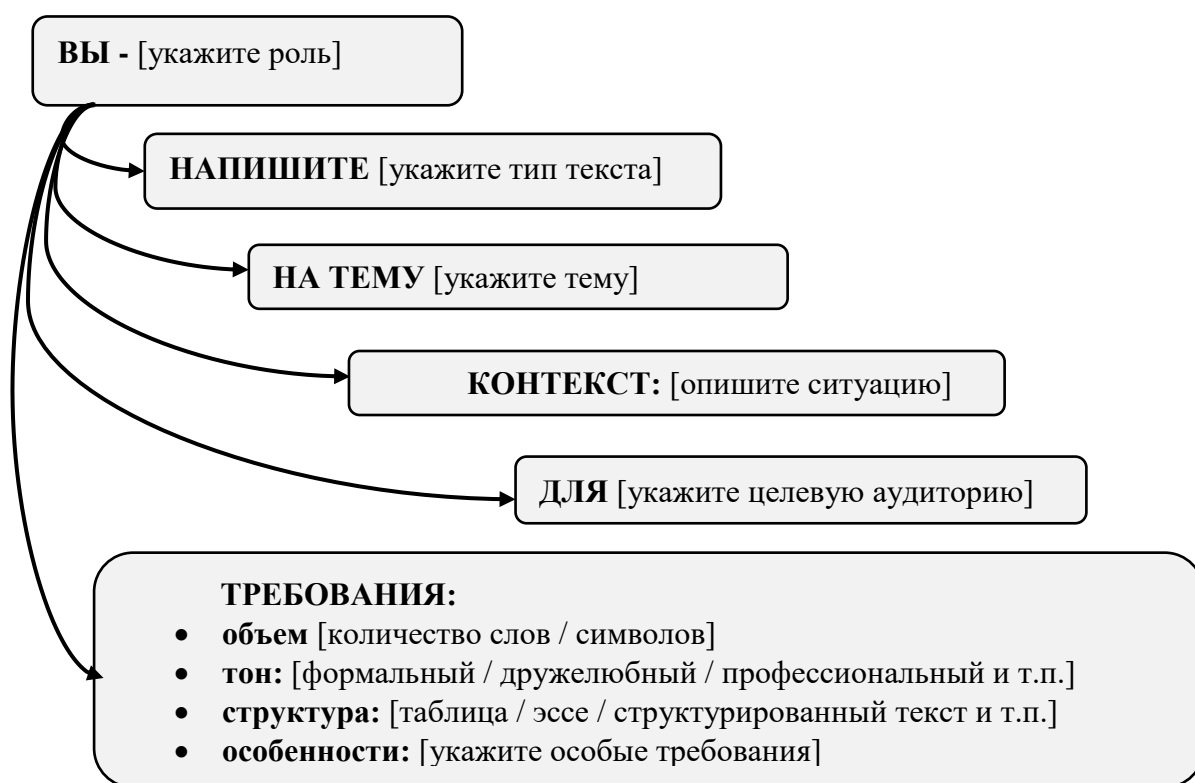 ВЫ - [укажите роль]
НАПИШИТЕ [укажите тип текста]
НА ТЕМУ [укажите тему]
КОНТЕКСТ: [опишите ситуацию]
ДЛЯ [укажите целевую аудиторию]
ТРЕБОВАНИЯ:
• объем [количество слов / символов]
• тон: [формальный / дружелюбный / профессиональный и т.п.]
• структура: [таблица / эссе / структурированный текст и т.п.]
• особенности: [укажите особые требования]